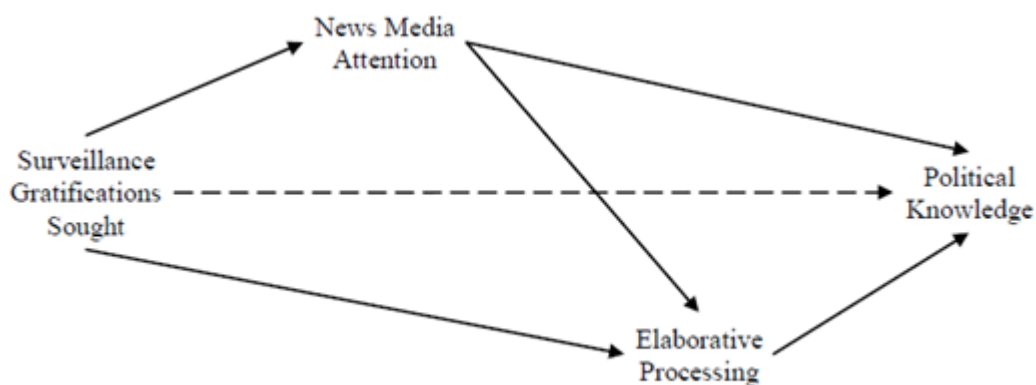 News Media
Attention
Surveillance
Gratifications
Sought
Political
Knowledge
Elaborative
Processing